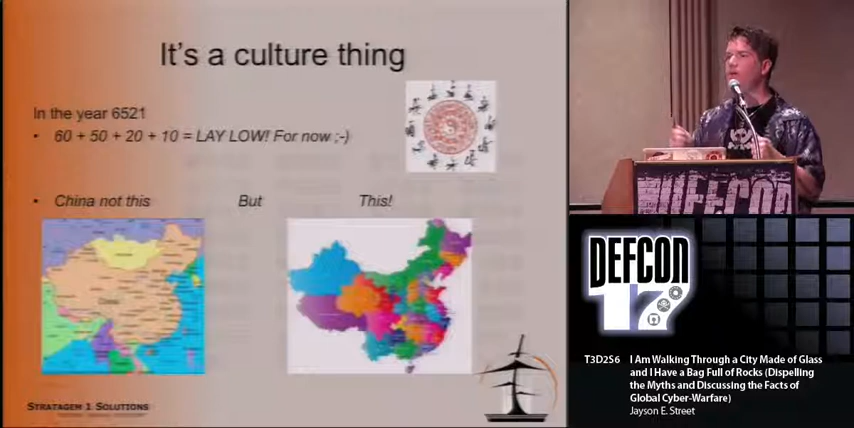 It's a culture thing
In the year 6521
• 60 + 50 + 20 + 10 = LAY LOW! For now ;-)
• China not this But This!
China
STRATAGEM 1 SOLUTIONS
DEFCON
DEFCON
17
T3D2S6 I Am Walking Through a City Made of Glass
and I Have a Bag Full of Rocks (Dispelling
the Myths and Discussing the Facts of
Global Cyber-Warfare)
Jayson E. Street